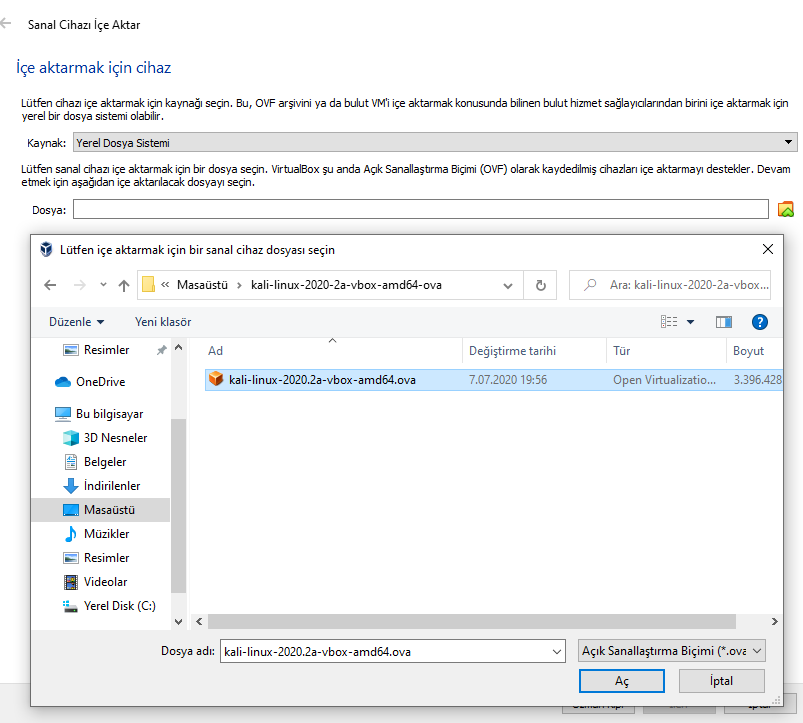 Sanal Cihazı İçe Aktar
İçe aktarmak için cihaz
Lütfen cihazı içe aktarmak için kaynağı seçin. Bu, OVF arşivini ya da bulut VM'i içe aktarmak konusunda bilinen bulut hizmet sağlayıcılarından birini içe aktarmak için
yerel bir dosya sistemi olabilir.
Kaynak: Yerel Dosya Sistemi
Lütfen sanal cihazı içe aktarmak için bir dosya seçin. VirtualBox şu anda Açık Sanallaştırma Biçimi (OVF) olarak kaydedilmiş cihazları içe aktarmayı destekler. Devam
etmek için aşağıdan içe aktarılacak dosyayı seçin.
Dosya:
Lütfen içe aktarmak için bir sanal cihaz dosyası seçin
« Masaüstü › kali-linux-2020-2a-vbox-amd64-ova
Ara: kali-linux-2020-2a-vbox...
Düzenle Yeni klasör
Ad Değiştirme tarihi Tür Boyut
kali-linux-2020.2a-vbox-amd64.ova 7.07.2020 19:56 Open Virtualizatio... 3.396.428
Resimler
OneDrive
Bu bilgisayar
3D Nesneler
Belgeler
İndirilenler
Masaüstü
Müzikler
Resimler
Videolar
Yerel Disk (C:)
Dosya adı: kali-linux-2020.2a-vbox-amd64.ova Açık Sanallaştırma Biçimi (*.ova
Aç İptal